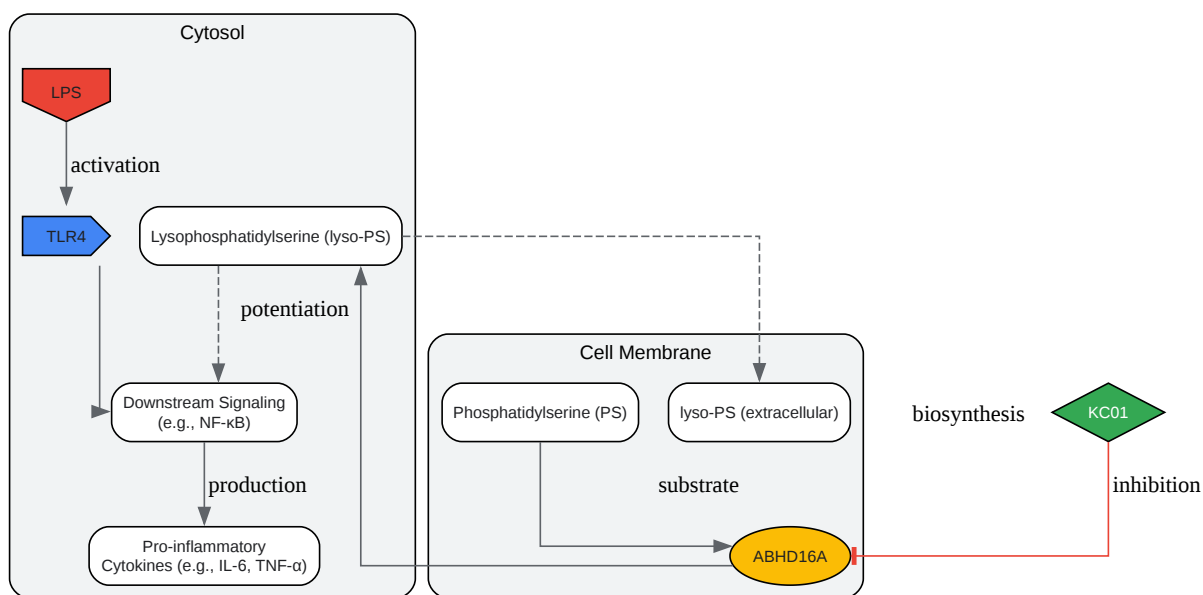 Cytosol
LPS
activation
TLR4
Lysophosphatidylserine (lyso-PS)
potentiation
Cell Membrane
Downstream Signaling
(e.g., NF-κB)
Phosphatidylserine (PS)
lyso-PS (extracellular)
biosynthesis
KC01
production
substrate
inhibition
Pro-inflammatory
Cytokines (e.g., IL-6, TNF-α)
ABHD16A